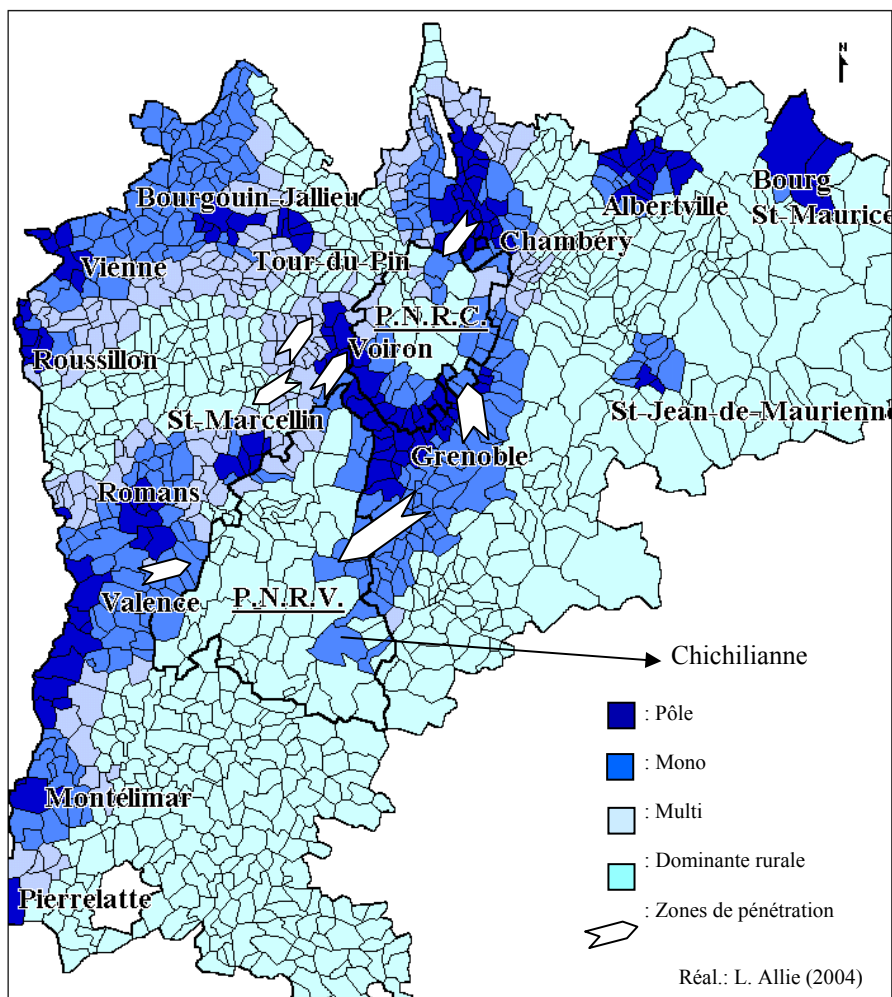 N
Bourgouin-Jallieu
Albertville
Bourg
St-Maurice
Vienne
Tour-du-Pin
Chambéry
P.N.R.C.
Roussillon
Voiron
St-Marcellin
St-Jean-de-Maurienne
Grenoble
Romans
Valence
P.N.R.V.
Chichilianne
: Pôle
: Mono
Montélimar
: Multi
: Dominante rurale
Pierrelatte
: Zones de pénétration
Réal.: L. Allie (2004)